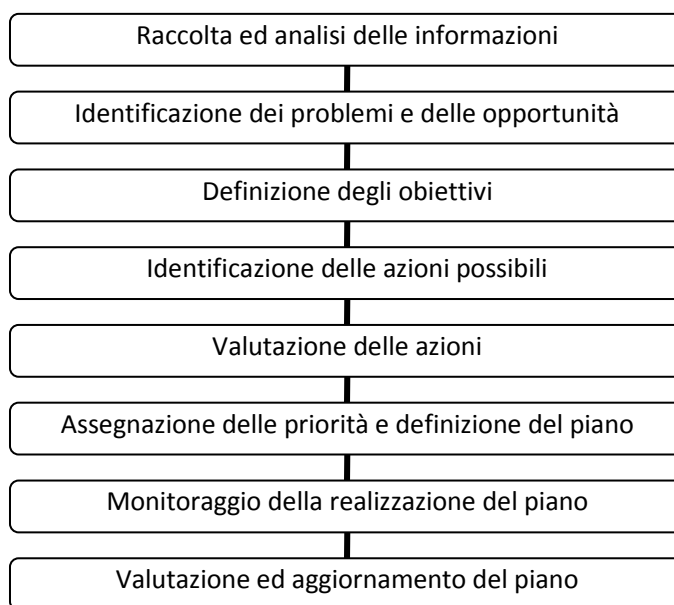 Raccolta ed analisi delle informazioni
Identificazione dei problemi e delle opportunità
Definizione degli obiettivi
Identificazione delle azioni possibili
Valutazione delle azioni
Assegnazione delle priorità e definizione del piano
Monitoraggio della realizzazione del piano
Valutazione ed aggiornamento del piano